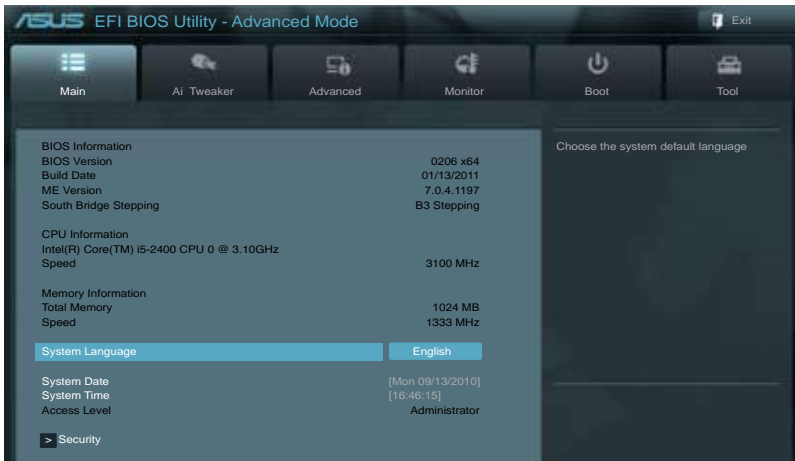 ASUS EFI BIOS Utility - Advanced Mode
Exit
Main Ai Tweaker Advanced Monitor Boot Tool
BIOS Information
BIOS Version 0206 x64
Build Date 01/13/2011
ME Version 7.0.4.1197
South Bridge Stepping B3 Stepping
CPU Information
Intel(R) Core(TM) i5-2400 CPU 0 @ 3.10GHz
Speed 3100 MHz
Memory Information
Total Memory 1024 MB
Speed 1333 MHz
System Language English
System Date [Mon 09/13/2010]
System Time [16:46:15]
Access Level Administrator
> Security
Choose the system default language